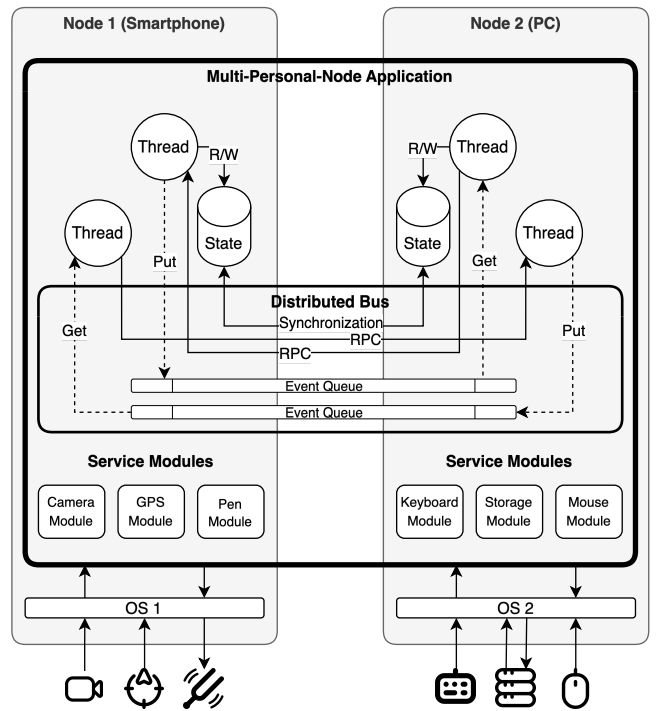 Node 1 (Smartphone)
Node 2 (PC)
Multi-Personal-Node Application
Thread
R/W
State
Thread
Put
Get
R/W
Thread
State
Thread
Get
Put
Distributed Bus
Synchronization
RPC
RPC
Event Queue
Event Queue
Service Modules
Camera
Module
GPS
Module
Pen
Module
Service Modules
Keyboard
Module
Storage
Module
Mouse
Module
OS 1
OS 2